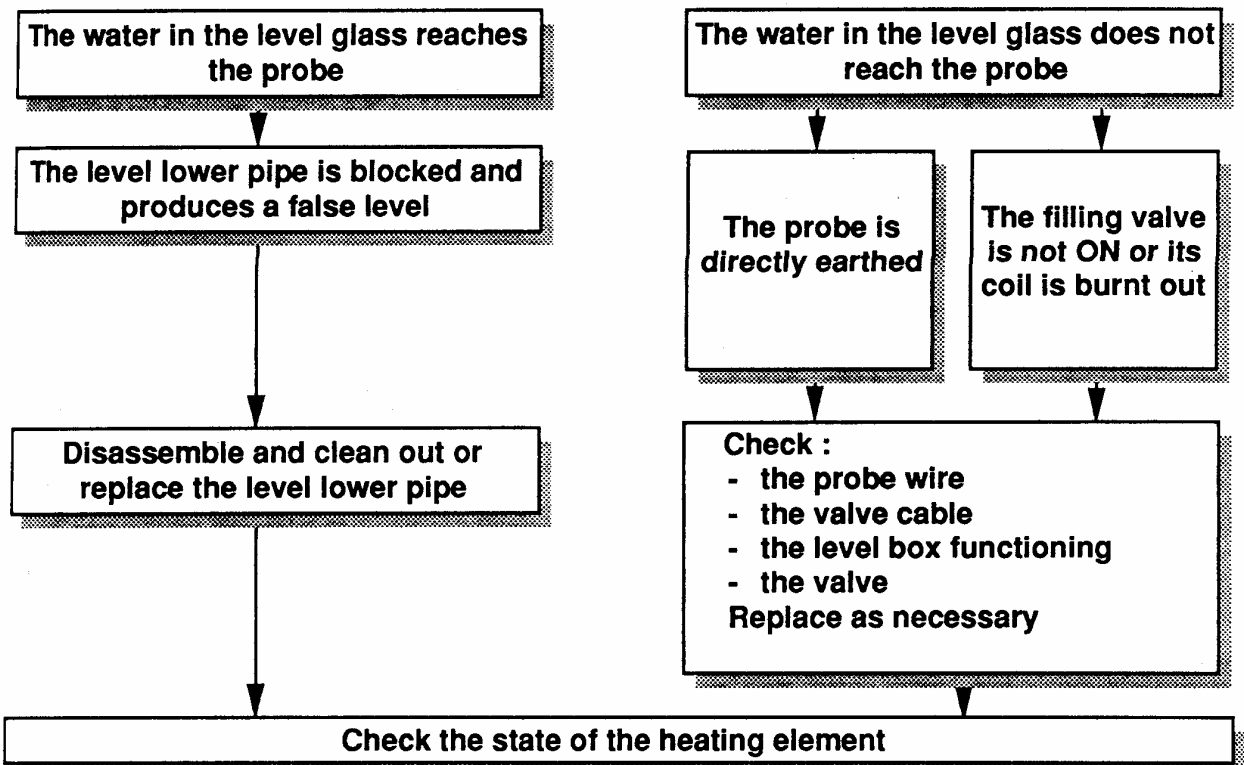 The water in the level glass reaches
the probe
The level lower pipe is blocked and
produces a false level
Disassemble and clean out or
replace the level lower pipe
The water in the level glass does not
reach the probe
The probe is
directly earthed
The filling valve
is not ON or its
coil is burnt out
Check :
- the probe wire
- the valve cable
- the level box functioning
- the valve
Replace as necessary
Check the state of the heating element